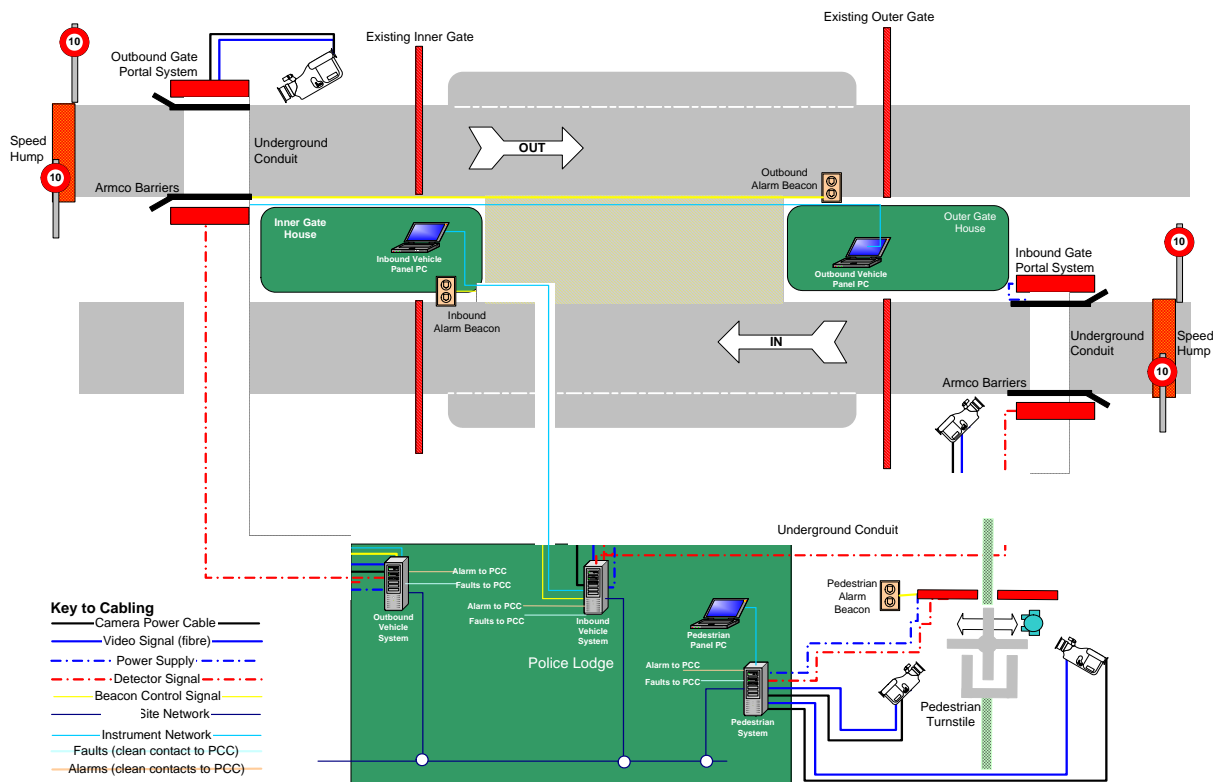 Existing Outer Gate
10
Outbound Gate
Portal System
Existing Inner Gate
Speed
Hump
10
Underground
Conduit
OUT
Armco Barriers
Outbound
Alarm Beacon
Inner Gate
House
Outer Gate
House
Inbound Vehicle
Panel PC
Outbound Vehicle
Panel PC
Inbound Gate
Portal System
10
Inbound
Alarm Beacon
IN
Underground
Conduit
Speed
Hump
10
Armco Barriers
Underground Conduit
Alarm to PCC
Faults to PCC
Outbound
Vehicle
System
Alarm to PCC
Faults to PCC
Inbound
Vehicle
System
Pedestrian
Panel PC
Police Lodge
Alarm to PCC
Faults to PCC
Pedestrian
System
Pedestrian
Alarm
Beacon
Pedestrian
Turnstile
Key to Cabling
Camera Power Cable
Video Signal (fibre)
Power Supply
Detector Signal
Beacon Control Signal
Site Network
Instrument Network
Faults (clean contact to PCC)
Alarms (clean contacts to PCC)